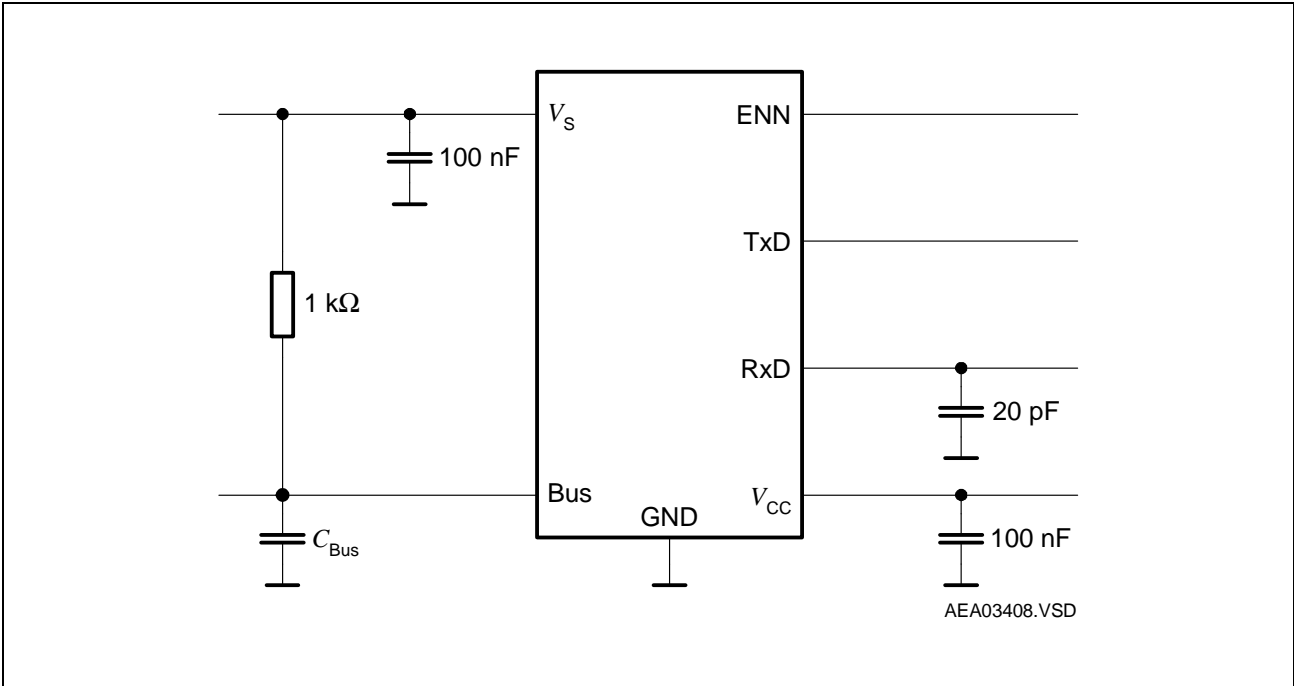 V_S
ENN
100 nF
TxD
1 kΩ
RxD
20 pF
Bus
V_CC
GND
C_Bus
100 nF
AEA03408.VSD